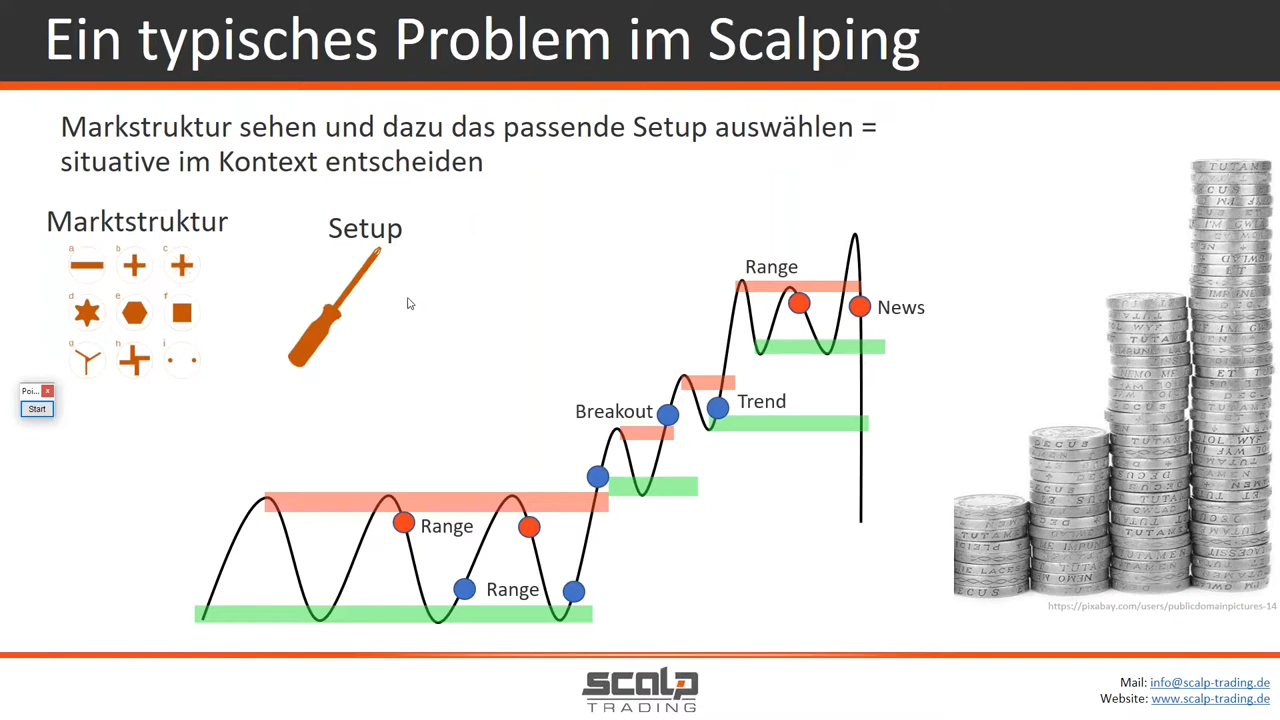 Ein typisches Problem im Scalping
Markstruktur sehen und dazu das passende Setup auswählen =
situative im Kontext entscheiden
Marktstruktur
Setup
a b c
d e f
g h i
Poi... x
Start
Range
News
Breakout
Trend
Range
Range
https://pixabay.com/users/publicdomainpictures-14
SCALP
TRADING
Mail: info@scalp-trading.de
Website: www.scalp-trading.de